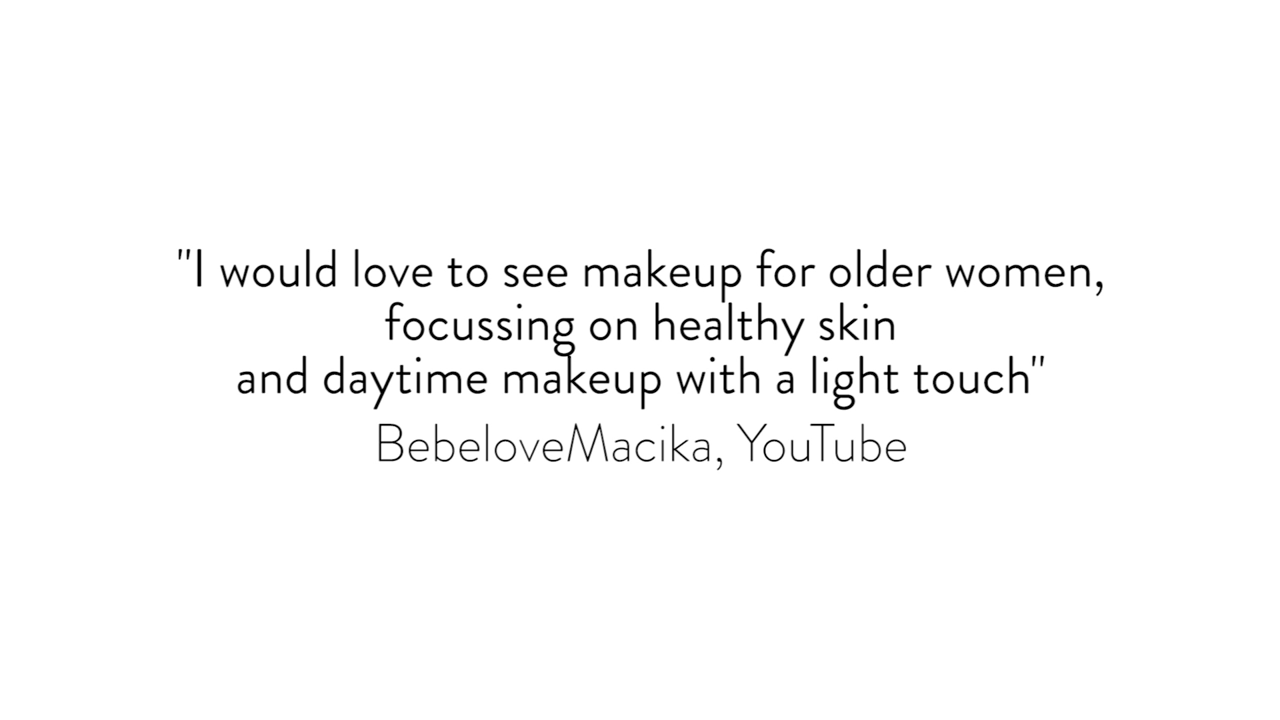 "I would love to see makeup for older women,
focussing on healthy skin
and daytime makeup with a light touch"
BebeloveMacika, YouTube